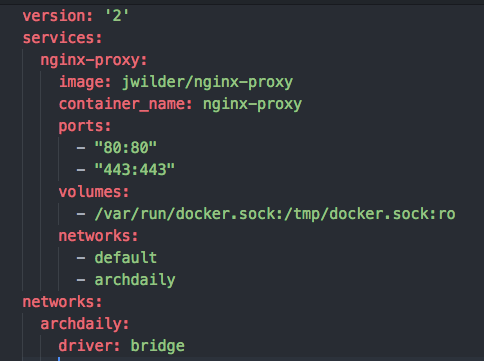 version: '2'
services:
  nginx-proxy:
    image: jwilder/nginx-proxy
    container_name: nginx-proxy
    ports:
      - "80:80"
      - "443:443"
    volumes:
      - /var/run/docker.sock:/tmp/docker.sock:ro
    networks:
      - default
      - archdaily
networks:
  archdaily:
    driver: bridge